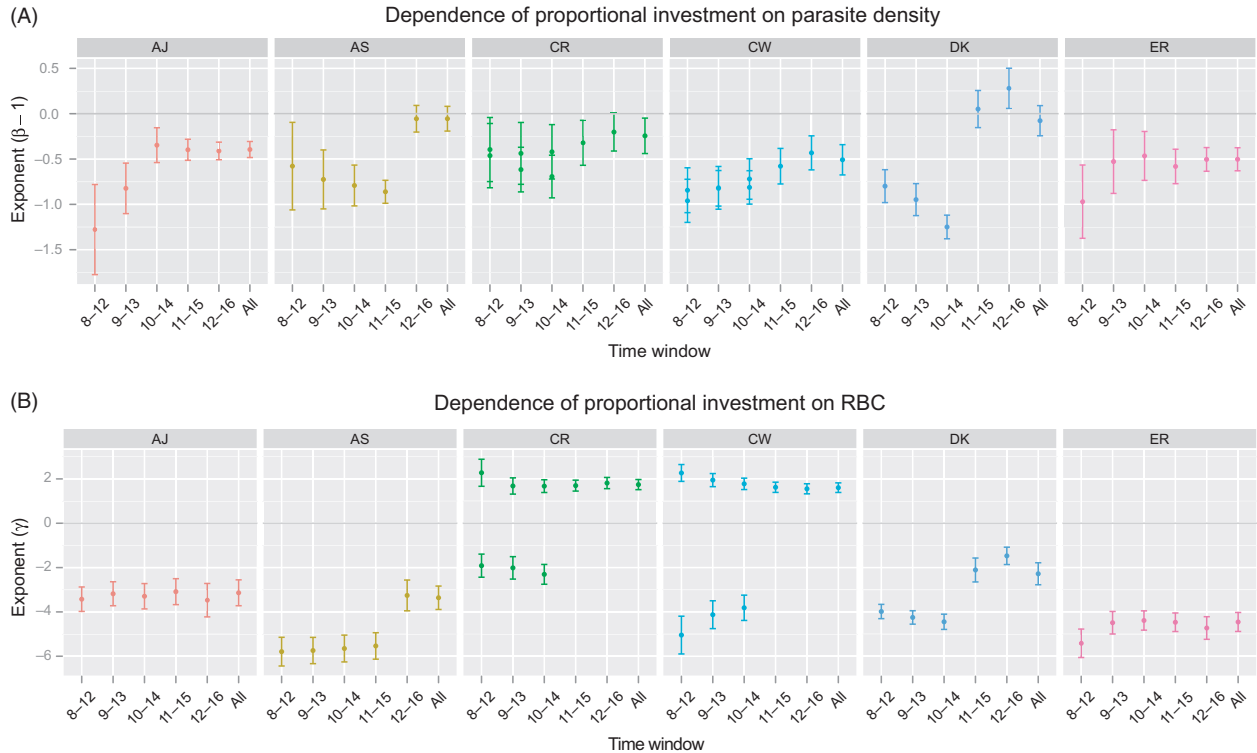 (A)
Dependence of proportional investment on parasite density
AJ AS CR CW DK ER
Exponent (β – 1)
0.5
0.0
–0.5
–1.0
–1.5
8–12 9–13 10–14 11–15 12–16 All 8–12 9–13 10–14 11–15 12–16 All 8–12 9–13 10–14 11–15 12–16 All 8–12 9–13 10–14 11–15 12–16 All 8–12 9–13 10–14 11–15 12–16 All 8–12 9–13 10–14 11–15 12–16 All
Time window
(B)
Dependence of proportional investment on RBC
AJ AS CR CW DK ER
Exponent (γ)
2
0
–2
–4
–6
8–12 9–13 10–14 11–15 12–16 All 8–12 9–13 10–14 11–15 12–16 All 8–12 9–13 10–14 11–15 12–16 All 8–12 9–13 10–14 11–15 12–16 All 8–12 9–13 10–14 11–15 12–16 All 8–12 9–13 10–14 11–15 12–16 All
Time window